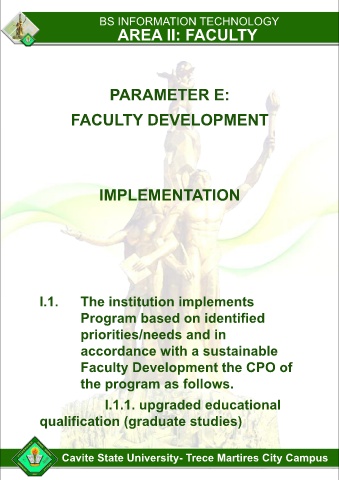 BS INFORMATION TECHNOLOGY
AREA II: FACULTY
PARAMETER E:
FACULTY DEVELOPMENT
IMPLEMENTATION
I.1. The institution implements
Program based on identified
priorities/needs and in
accordance with a sustainable
Faculty Development the CPO of
the program as follows.
I.1.1. upgraded educational
qualification (graduate studies)
Cavite State University- Trece Martires City Campus